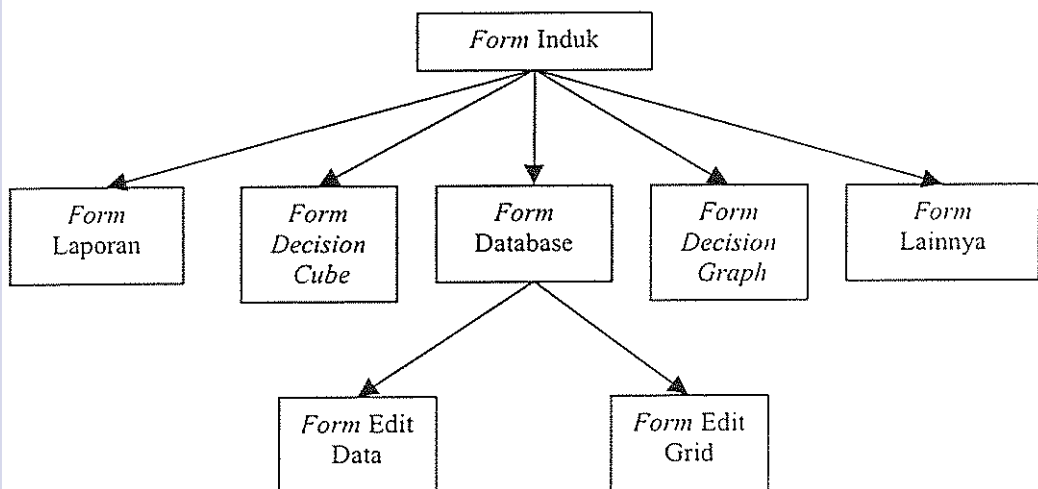 Form Induk
Form
Laporan
Form
Decision
Cube
Form
Database
Form
Decision
Graph
Form
Lainnya
Form Edit
Data
Form Edit
Grid